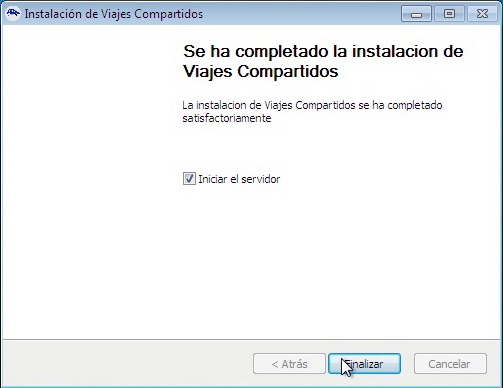 Instalación de Viajes Compartidos
Se ha completado la instalacion de
Viajes Compartidos
La instalacion de Viajes Compartidos se ha completado
satisfactoriamente
Iniciar el servidor
< Atrás
Finalizar
Cancelar